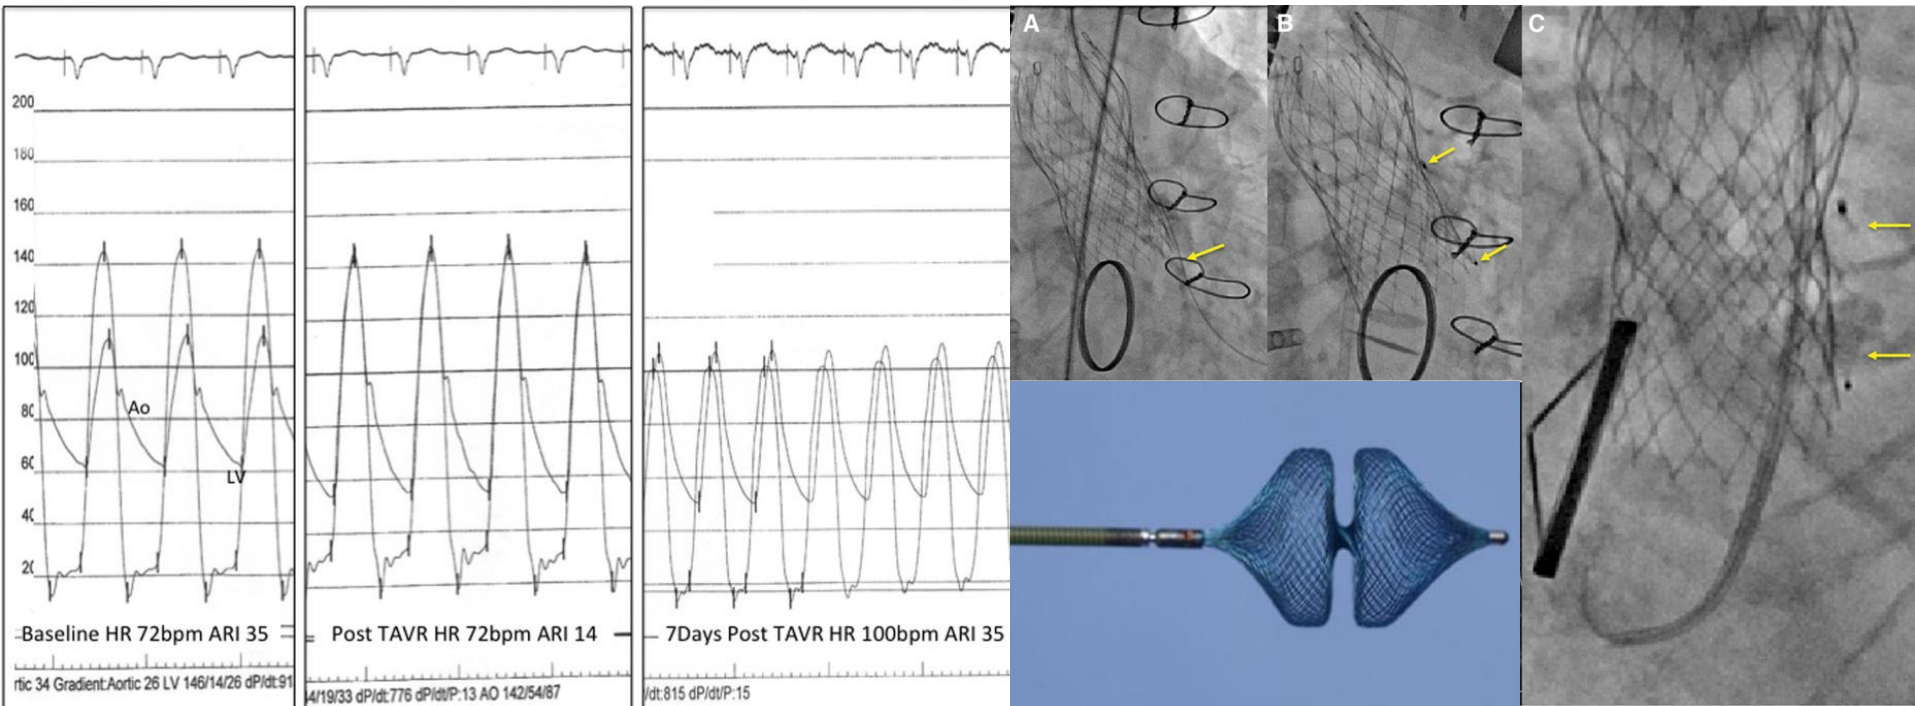 200
180
160
140
120
100
80
60
40
20
Ao
LV
Baseline HR 72bpm ARI 35
rtic 34 Gradient:Aortic 26 LV 146/14/26 dP/dt:91
Post TAVR HR 72bpm ARI 14
4/19/33 dP/dt:776 dP/dt/P:13 AO 142/54/87
7Days Post TAVR HR 100bpm ARI 35
/dt:815 dP/dt/P:15
A
B
C